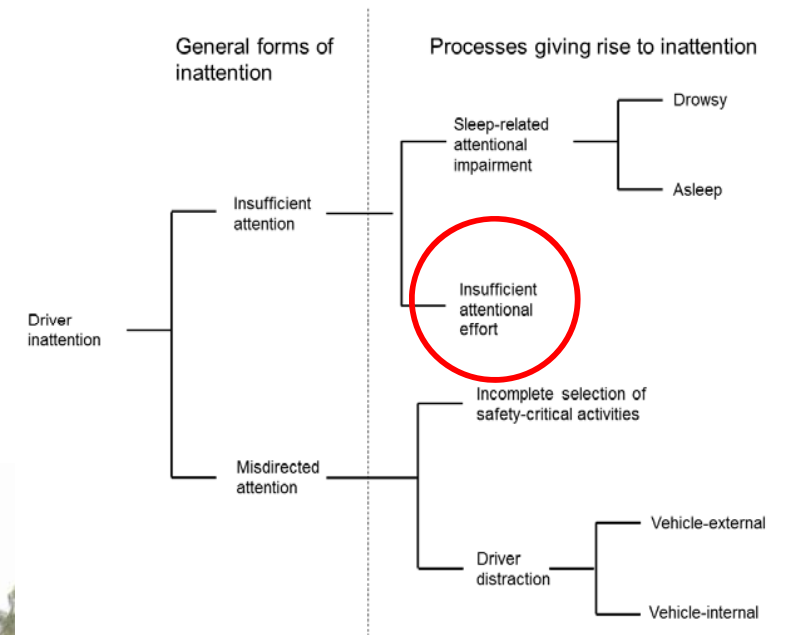 General forms of
inattention
Processes giving rise to inattention
Drowsy
Sleep-related
attentional
impairment
Asleep
Insufficient
attention
Insufficient
attentional
effort
Driver
inattention
Incomplete selection of
safety-critical activities
Misdirected
attention
Vehicle-external
Driver
distraction
Vehicle-internal